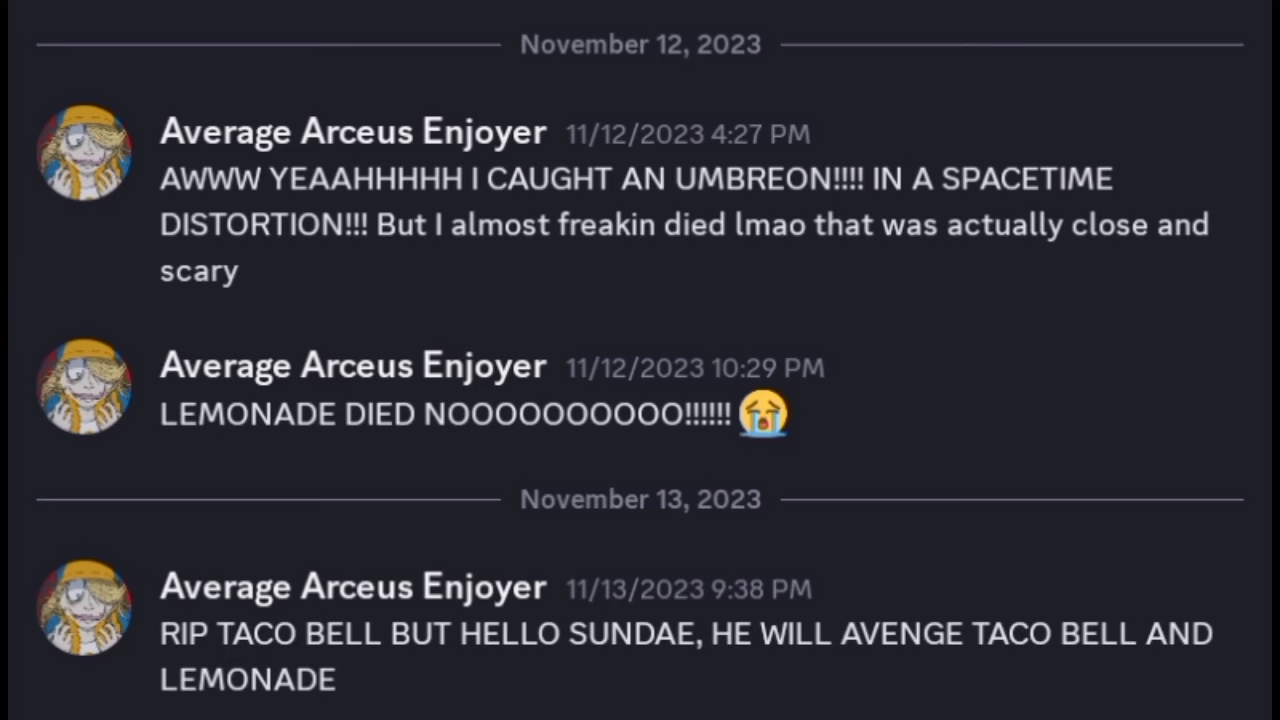 November 12, 2023
Average Arceus Enjoyer 11/12/2023 4:27 PM
AWWW YEAAHHHHH I CAUGHT AN UMBREON!!!! IN A SPACETIME
DISTORTION!!! But I almost freakin died lmao that was actually close and
scary
Average Arceus Enjoyer 11/12/2023 10:29 PM
LEMONADE DIED NOOOOOOOOOO!!!!!! 😭
November 13, 2023
Average Arceus Enjoyer 11/13/2023 9:38 PM
RIP TACO BELL BUT HELLO SUNDAE, HE WILL AVENGE TACO BELL AND
LEMONADE